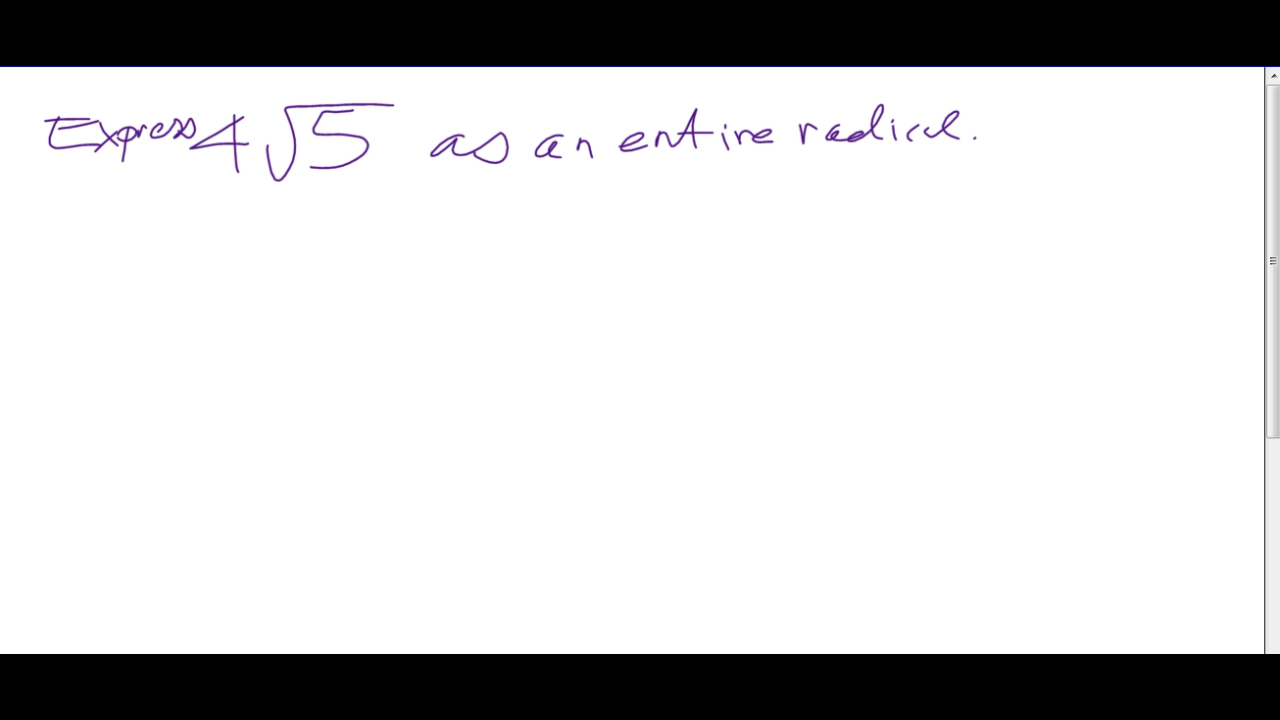 Express 4√5 as an entire radical.